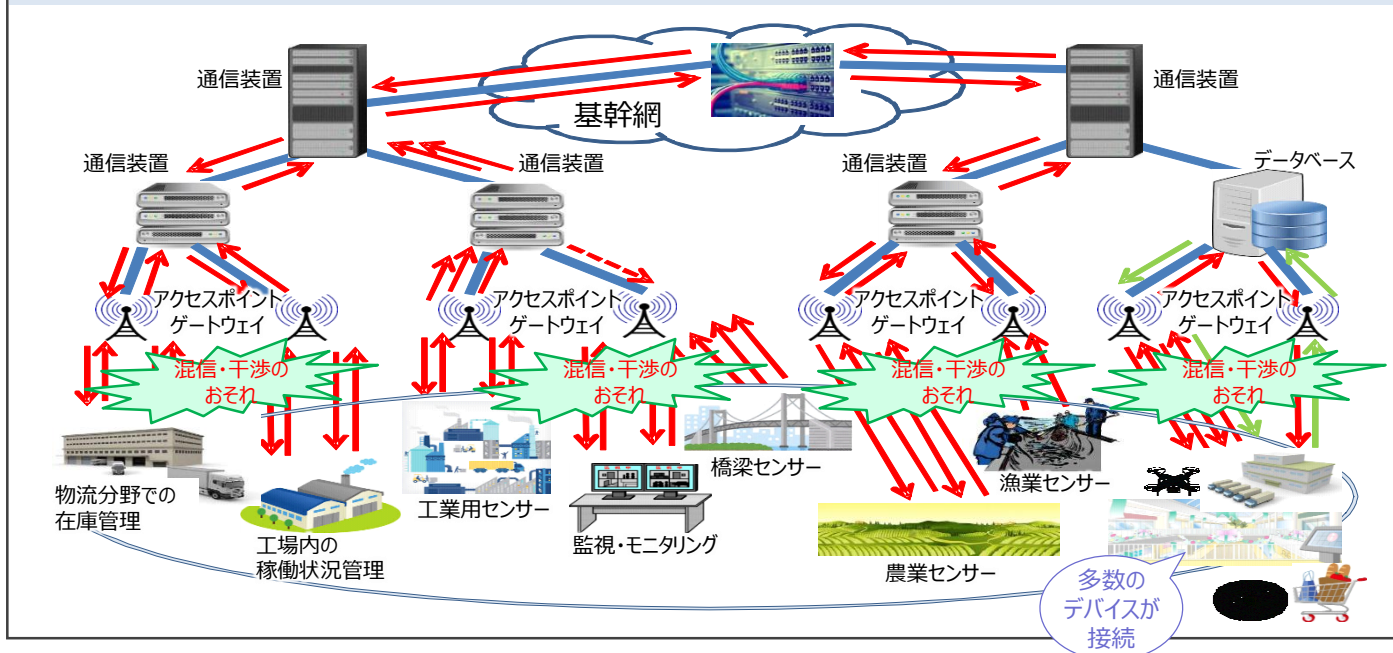 通信装置
基幹網
通信装置
通信装置
通信装置
通信装置
データベース
アクセスポイント
ゲートウェイ
アクセスポイント
ゲートウェイ
アクセスポイント
ゲートウェイ
アクセスポイント
ゲートウェイ
混信・干渉の
おそれ
混信・干渉の
おそれ
混信・干渉の
おそれ
混信・干渉の
おそれ
物流分野での
在庫管理
工場内の
稼働状況管理
工業用センサー
監視・モニタリング
橋梁センサー
農業センサー
漁業センサー
多数の
デバイスが
接続